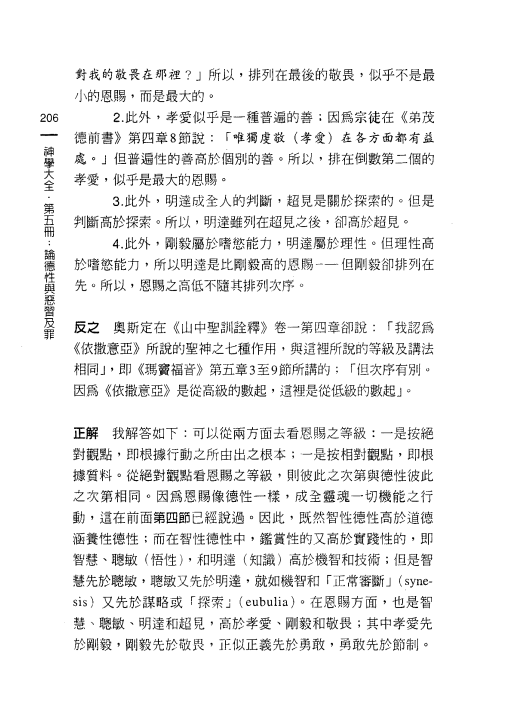 對我的敬畏在那裡？」所以，排列在最後的敬畏，似乎不是最
小的恩賜，而是最大的。
2.此外，孝愛似乎是一種普遍的善；因為宗徒在《弟茂
德前書》第四章8節說：「唯獨虔敬（孝愛）在各方面都有益
處。」但普遍性的善高於個別的善。所以，排在倒數第二個的
孝愛，似乎是最大的恩賜。
3.此外，明達成全人的判斷，超見是關於探索的。但是
判斷高於探索。所以，明達雖列在超見之後，卻高於超見。
4.此外，剛毅屬於嗜慾能力，明達屬於理性。但理性高
於嗜慾能力，所以明達是比剛毅高的恩賜——但剛毅卻排列在
先。所以，恩賜之高低不隨其排列次序。
反之　奧斯定在《山中聖訓詮釋》卷一第四章卻說：「我認為
《依撒意亞》所說的聖神之七種作用，與這裡所說的等級及講法
相同」，即《瑪竇福音》第五章3至9節所講的；「但次序有別。
因為《依撒意亞》是從高級的數起，這裡是從低級的數起」。
正解　我解答如下：可以從兩方面去看恩賜之等級：一是按絕
對觀點，即根據行動之所由出之根本；一是按相對觀點，即根
據質料。從絕對觀點看恩賜之等級，則彼此之次第與德性彼此
之次第相同。因為恩賜像德性一樣，成全靈魂一切機能之行
動，這在前面第四節已經說過。因此，既然智性德性高於道德
涵養性德性；而在智性德性中，鑑賞性的又高於實踐性的，即
智慧、聰敏（悟性），和明達（知識）高於機智和技術；但是智
慧先於聰敏，聰敏又先於明達，就如機智和「正常審斷」（syne-
sis）又先於謀略或「探索」（eubulia）。在恩賜方面，也是智
慧、聰敏、明達和超見，高於孝愛、剛毅和敬畏；其中孝愛先
於剛毅，剛毅先於敬畏，正似正義先於勇敢，勇敢先於節制。
206
神學大全．第五冊：論德性與惡習及罪